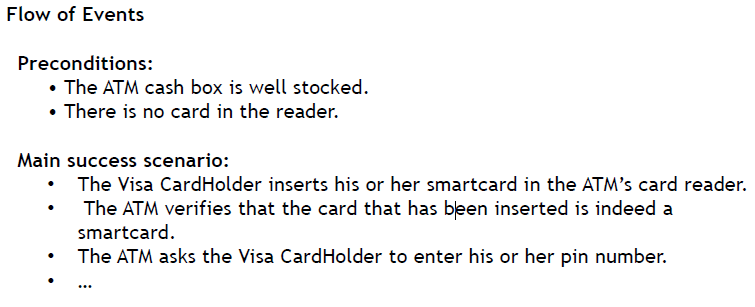 Flow of Events
Preconditions:
• The ATM cash box is well stocked.
• There is no card in the reader.
Main success scenario:
• The Visa CardHolder inserts his or her smartcard in the ATM’s card reader.
• The ATM verifies that the card that has been inserted is indeed a
smartcard.
• The ATM asks the Visa CardHolder to enter his or her pin number.
• ...